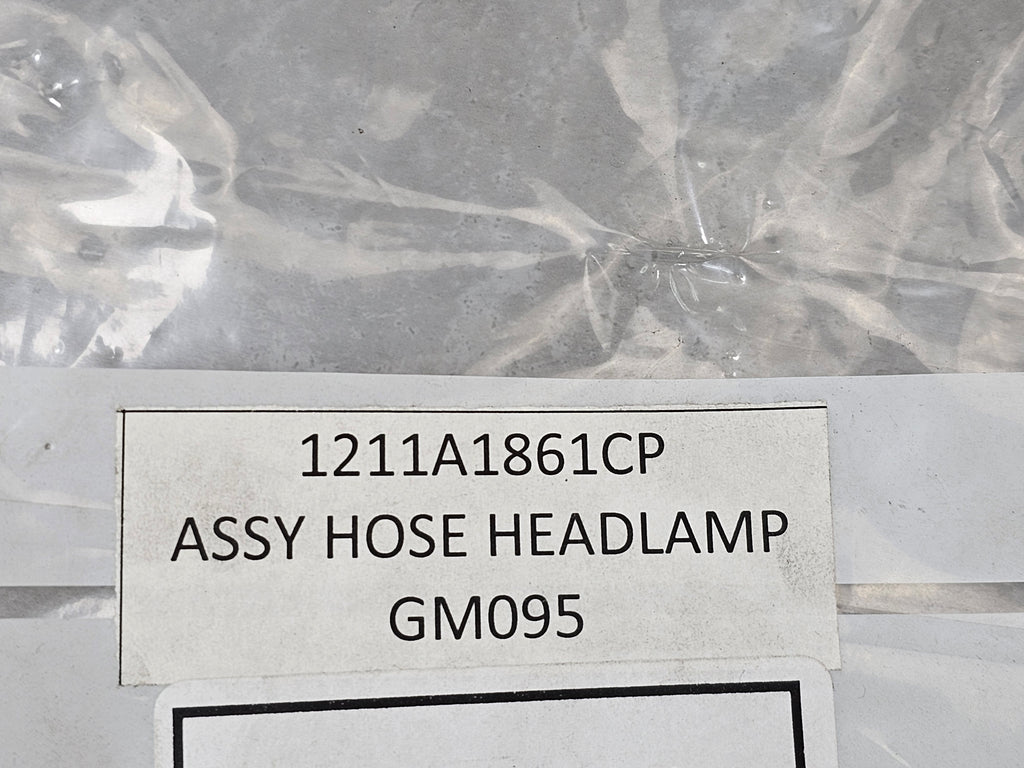 1211A1861CP
ASSY HOSE HEADLAMP
GM095